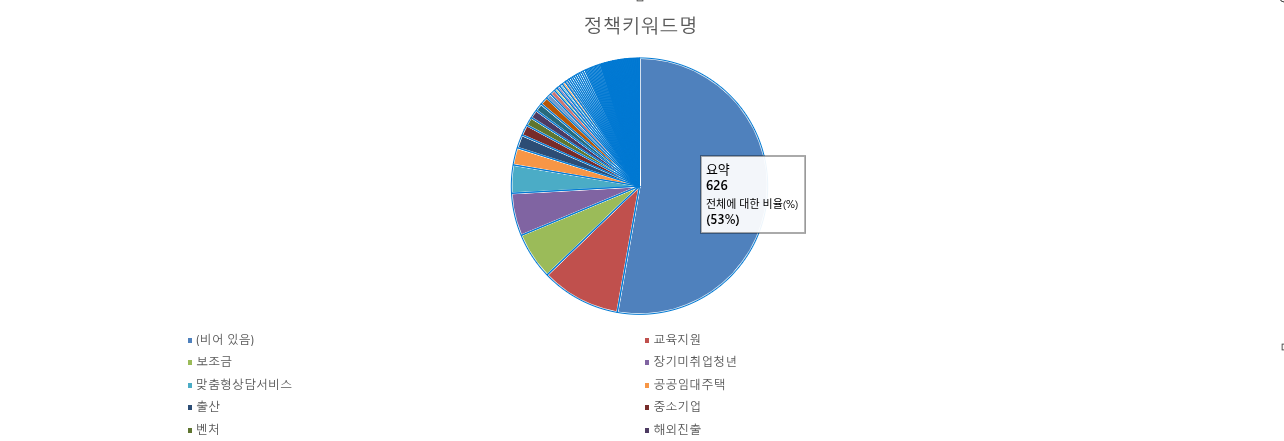 정책키워드명
요약
626
전체에 대한 비율(%)
(53%)
(비어 있음)
교육지원
보조금
장기미취업청년
맞춤형상담서비스
공공임대주택
출산
중소기업
벤처
해외진출